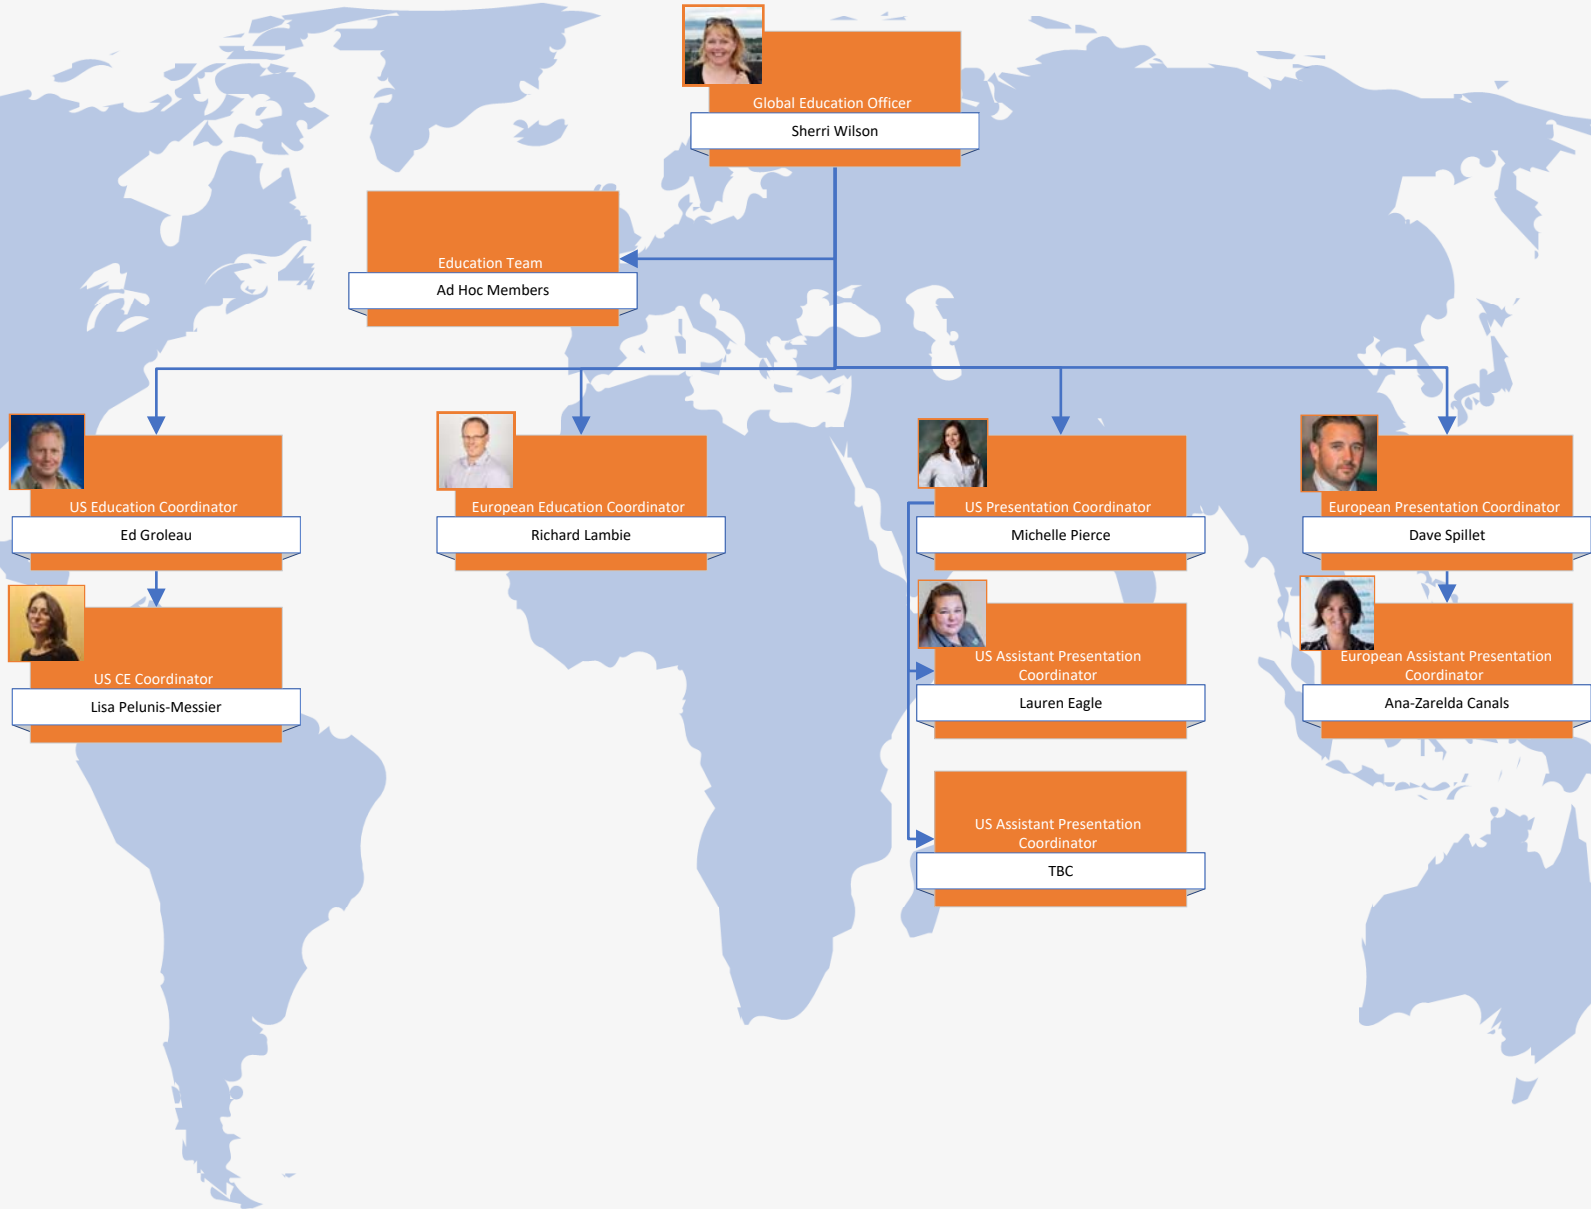 Global Education Officer
Sherri Wilson
Education Team
Ad Hoc Members
US Education Coordinator
Ed Groleau
European Education Coordinator
Richard Lambie
US Presentation Coordinator
Michelle Pierce
European Presentation Coordinator
Dave Spillet
US CE Coordinator
Lisa Pelunis-Messier
US Assistant Presentation
Coordinator
Lauren Eagle
European Assistant Presentation
Coordinator
Ana-Zarelda Canals
US Assistant Presentation
Coordinator
TBC